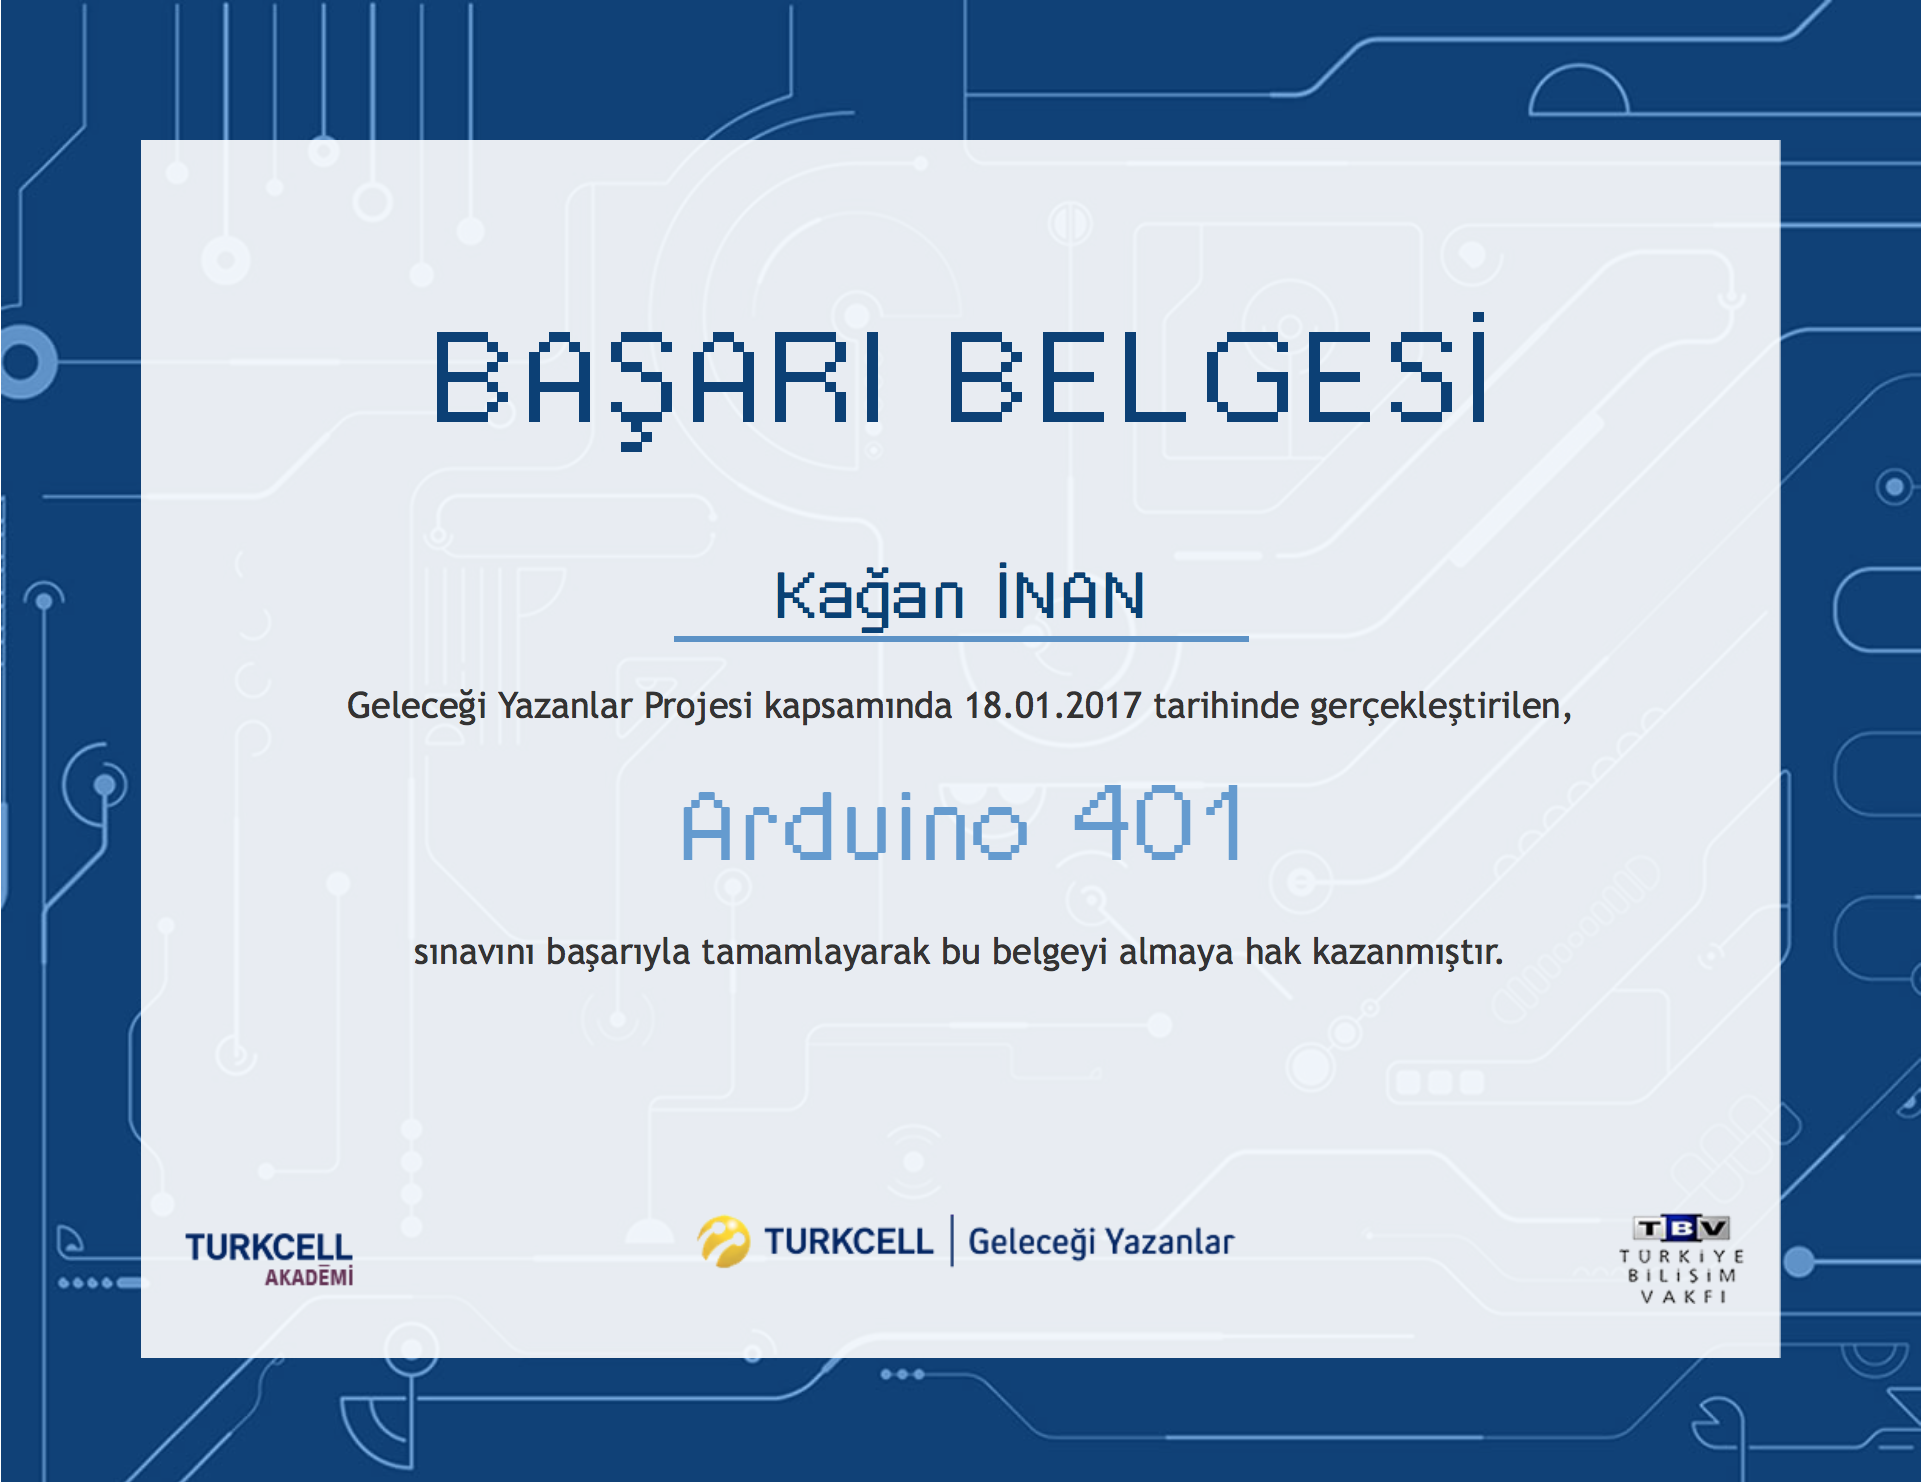 BAŞARI BELGESİ
Kağan İNAN
Geleceği Yazanlar Projesi kapsamında 18.01.2017 tarihinde gerçekleştirilen,
Arduino 401
sınavını başarıyla tamamlayarak bu belgeyi almaya hak kazanmıştır.
TURKCELL
AKADEMİ
TURKCELL | Geleceği Yazanlar
TBV
TÜRKİYE
BİLİŞİM
VAKFI